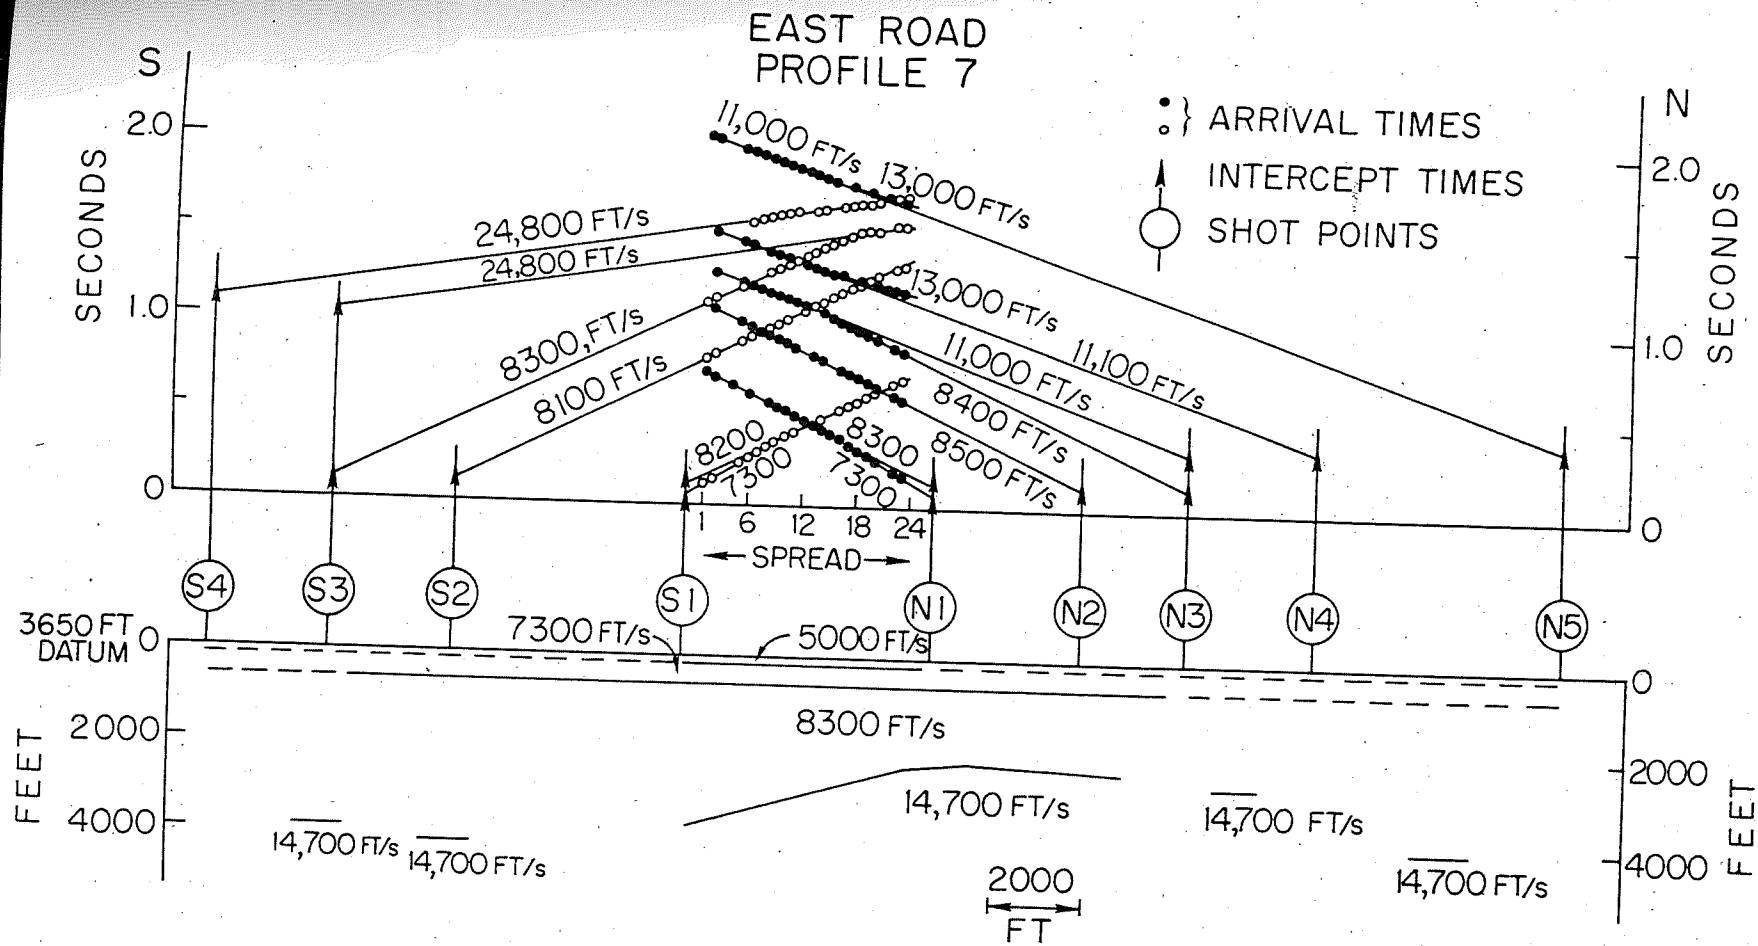 EAST ROAD
PROFILE 7
S
N
2.0
1.0
0
SECONDS
2.0
1.0
0
SECONDS
ARRIVAL TIMES
INTERCEPT TIMES
SHOT POINTS
11,000 FT/s
13,000 FT/s
24,800 FT/s
24,800 FT/s
13,000 FT/s
8300, FT/s
11,000 FT/s
11,100 FT/s
8100 FT/s
8400 FT/s
8200
8300
8500 FT/s
7300
7300
1 6 12 18 24
SPREAD
S4 S3 S2 S1 N1 N2 N3 N4 N5
3650 FT
DATUM
0
7300 FT/s
5000 FT/s
0
2000
8300 FT/s
2000
4000
4000
FEET
FEET
14,700 FT/s
14,700 FT/s
14,700 FT/s
14,700 FT/s
14,700 FT/s
2000
FT